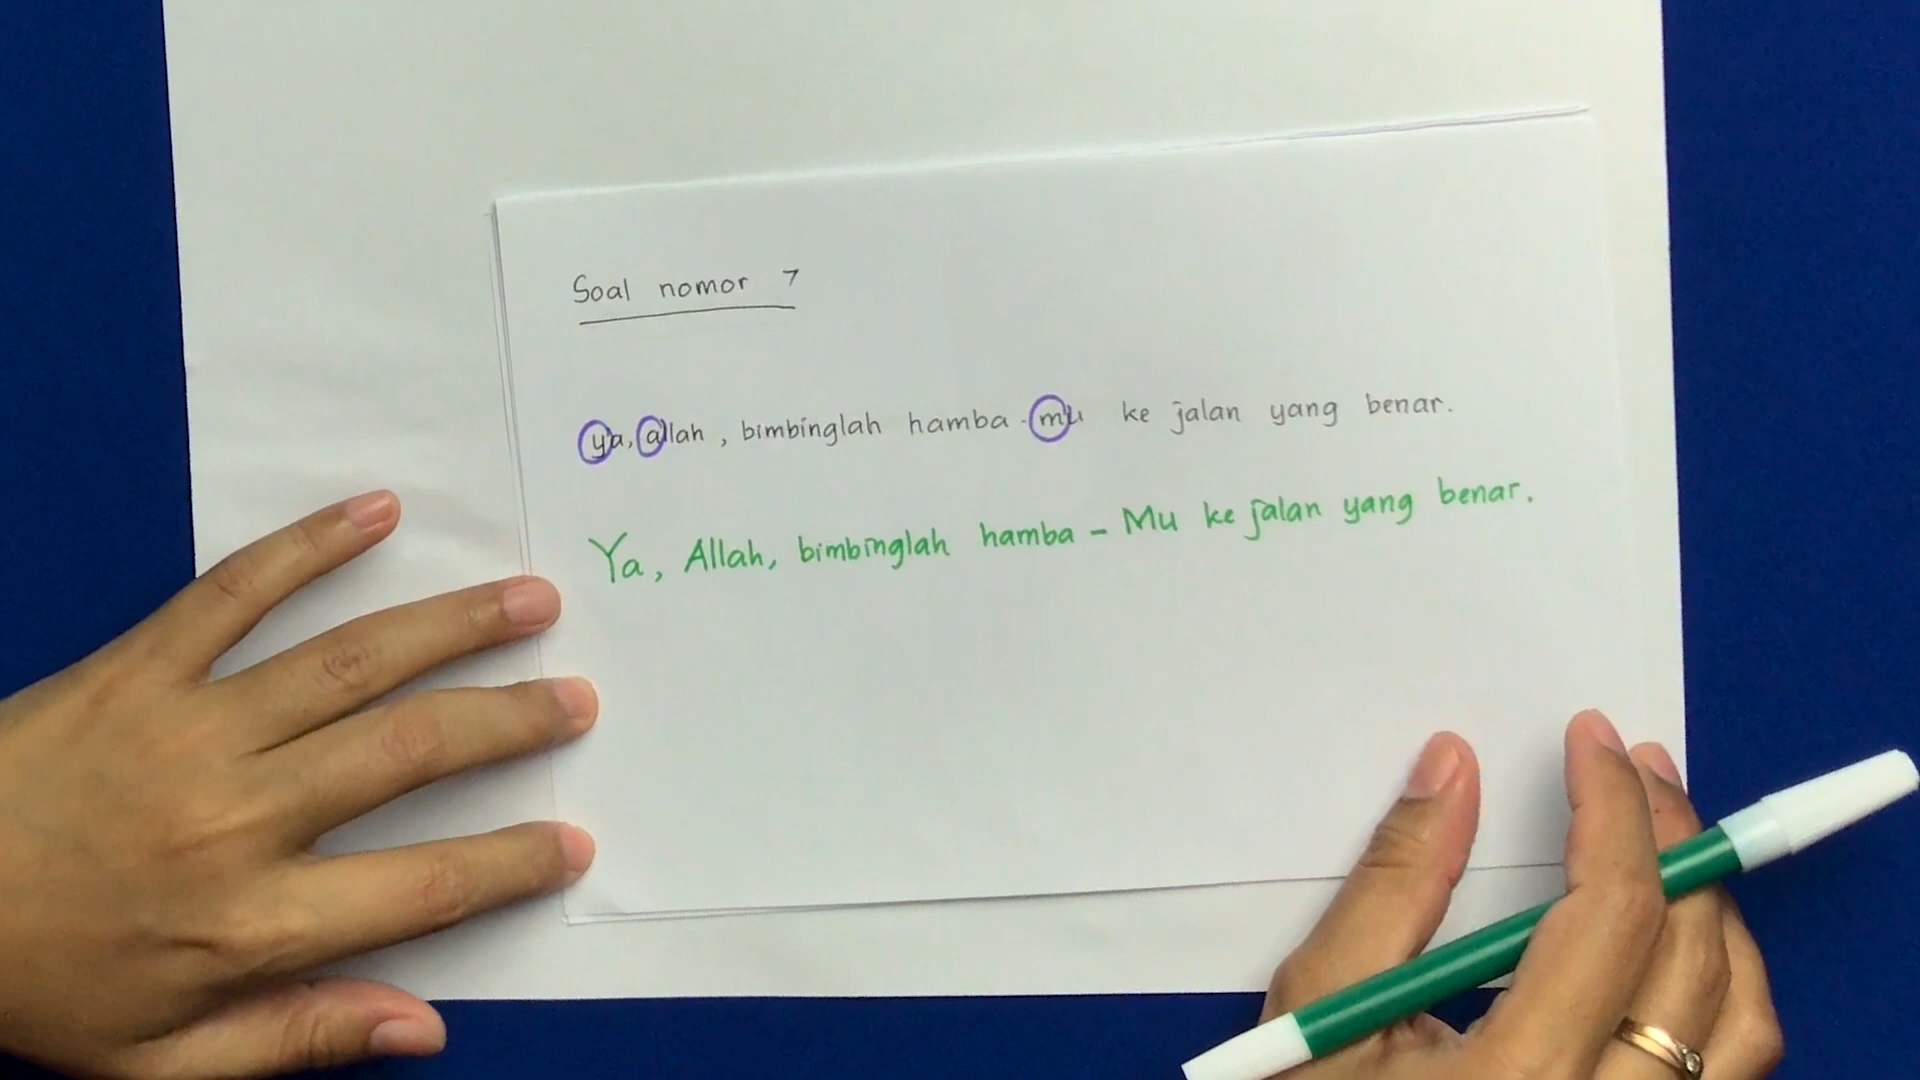 Soal nomor 7
ya, allah, bimbinglah hamba-mu ke jalan yang benar.
Ya, Allah, bimbinglah hamba - Mu ke jalan yang benar.